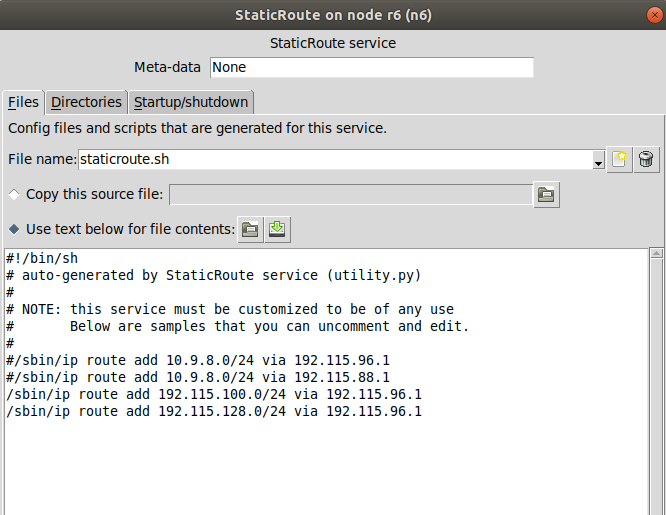 StaticRoute on node r6 (n6)
StaticRoute service
Meta-data None
Files Directories Startup/shutdown
Config files and scripts that are generated for this service.
File name: staticroute.sh
Copy this source file:
Use text below for file contents:
#!/bin/sh
# auto-generated by StaticRoute service (utility.py)
#
# NOTE: this service must be customized to be of any use
#       Below are samples that you can uncomment and edit.
#
#/sbin/ip route add 10.9.8.0/24 via 192.115.96.1
#/sbin/ip route add 10.9.8.0/24 via 192.115.88.1
/sbin/ip route add 192.115.100.0/24 via 192.115.96.1
/sbin/ip route add 192.115.128.0/24 via 192.115.96.1